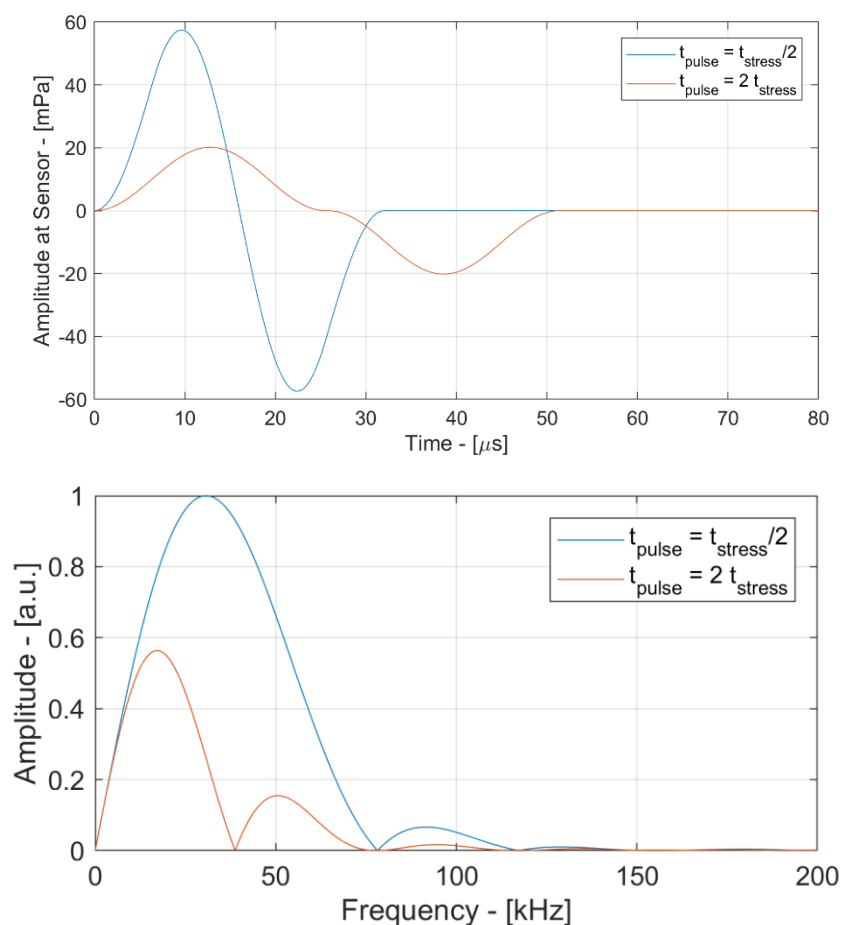 60
40
20
0
-20
-40
-60
Amplitude at Sensor - [mPa]
t_pulse = t_stress/2
t_pulse = 2 t_stress
0 10 20 30 40 50 60 70 80
Time - [μs]
1
0.8
0.6
0.4
0.2
0
Amplitude - [a.u.]
t_pulse = t_stress/2
t_pulse = 2 t_stress
0 50 100 150 200
Frequency - [kHz]